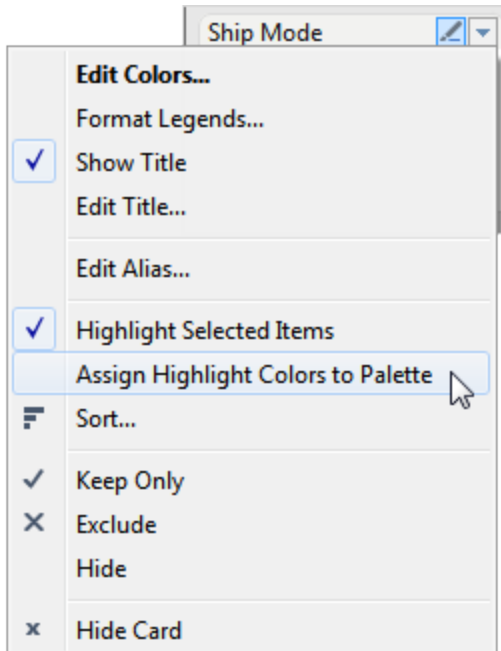 Ship Mode
Edit Colors...
Format Legends...
Show Title
Edit Title...
Edit Alias...
Highlight Selected Items
Assign Highlight Colors to Palette
Sort...
Keep Only
Exclude
Hide
Hide Card